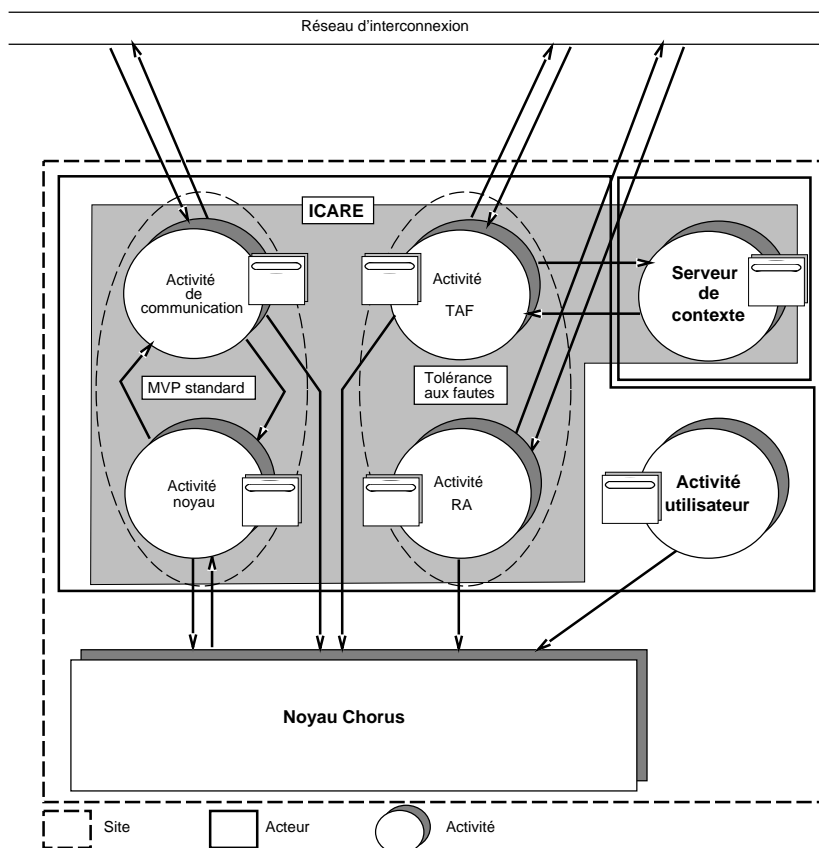 Réseau d'interconnexion
ICARE
Activité
de
communication
Activité
TAF
Serveur
de
contexte
MVP standard
Tolérance
aux fautes
Activité
noyau
Activité
RA
Activité
utilisateur
Noyau Chorus
Site
Acteur
Activité